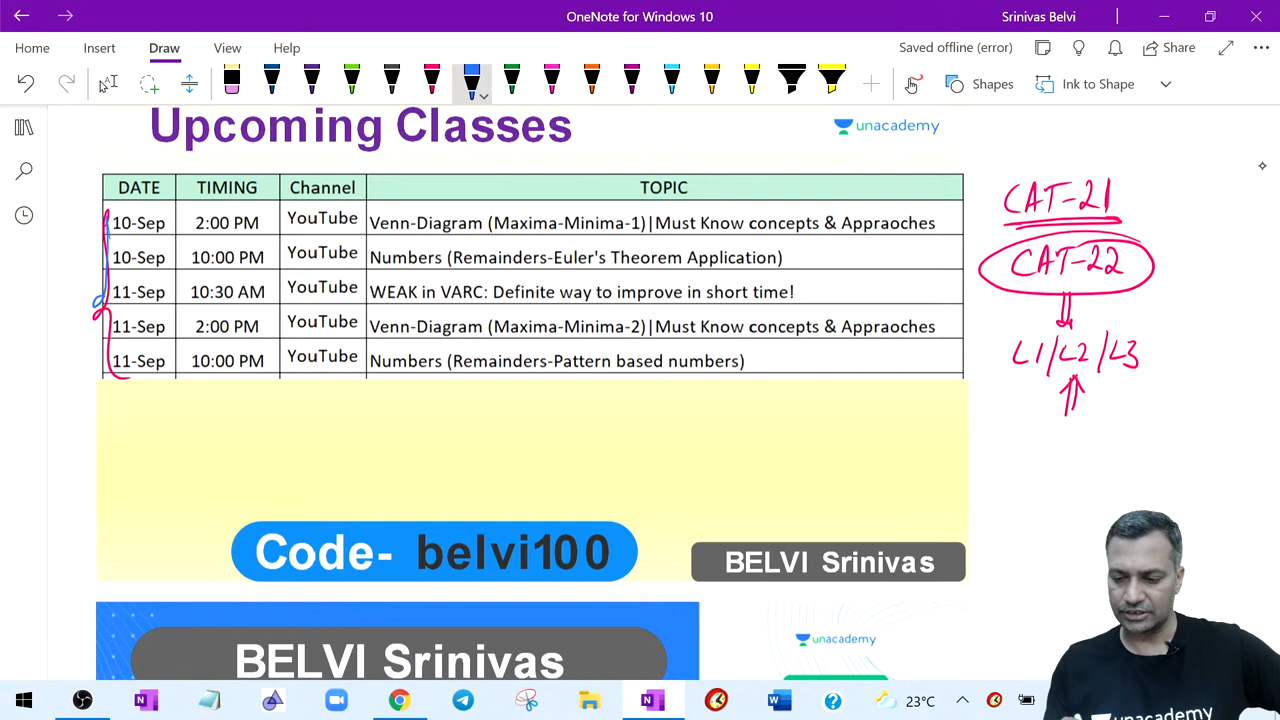 OneNote for Windows 10
Srinivas Belvi
Home Insert Draw View Help
Saved offline (error)
Share
Shapes
Ink to Shape
Upcoming Classes
unacademy
DATE TIMING Channel TOPIC
10-Sep 2:00 PM YouTube Venn-Diagram (Maxima-Minima-1)|Must Know concepts & Appraoches
10-Sep 10:00 PM YouTube Numbers (Remainders-Euler's Theorem Application)
11-Sep 10:30 AM YouTube WEAK in VARC: Definite way to improve in short time!
11-Sep 2:00 PM YouTube Venn-Diagram (Maxima-Minima-2)|Must Know concepts & Appraoches
11-Sep 10:00 PM YouTube Numbers (Remainders-Pattern based numbers)
CAT-21
CAT-22
L1/L2/L3
Code- belvi100
BELVI Srinivas
BELVI Srinivas
unacademy
23°C
unacademy